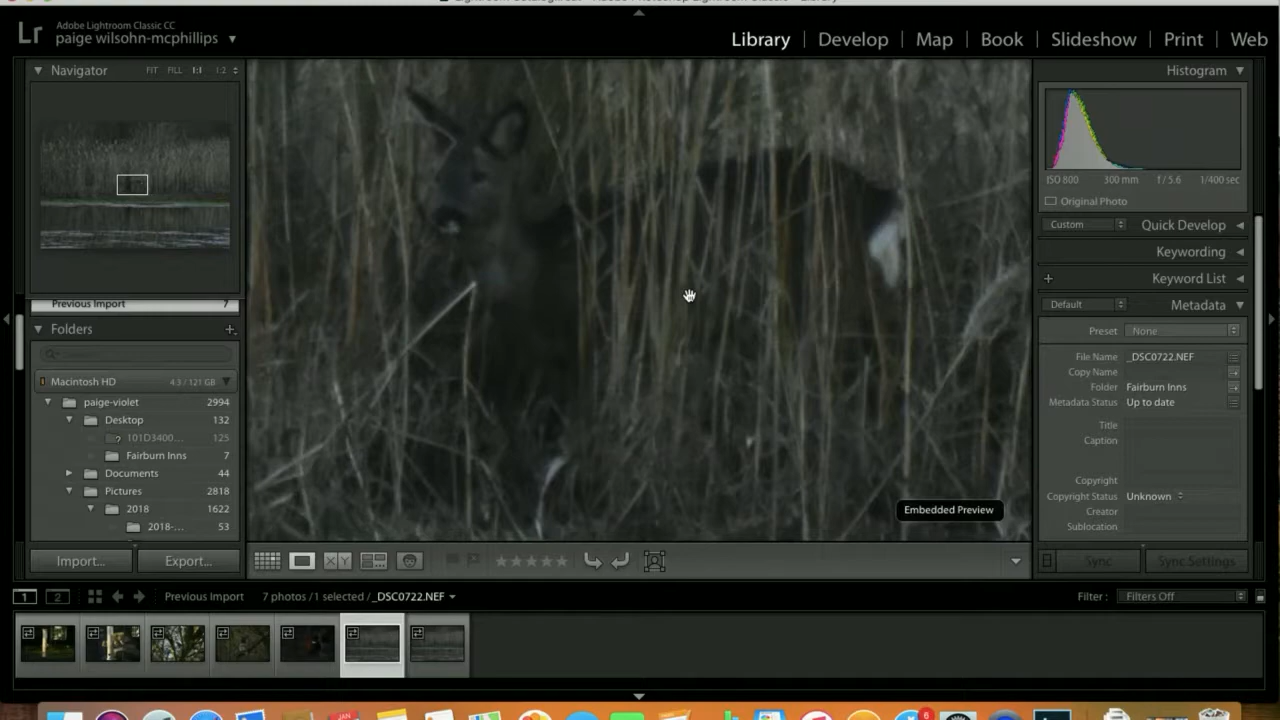 Adobe Lightroom Classic CC
paige wilsohn-mcphillips
Library Develop Map Book Slideshow Print Web
Navigator FIT FILL 1:1 1:2
Previous Import 7
Folders
Macintosh HD 4.3 / 121 GB
paige-violet 2994
Desktop 132
101D3400... 125
Fairburn Inns 7
Documents 44
Pictures 2818
2018 1622
2018-... 53
Import... Export...
Embedded Preview
Histogram
ISO 800 300 mm f / 5.6 1/400 sec
Original Photo
Custom Quick Develop
Keywording
Keyword List
Default Metadata
Preset None
File Name _DSC0722.NEF
Copy Name
Folder Fairburn Inns
Metadata Status Up to date
Title
Caption
Copyright
Copyright Status Unknown
Creator
Sublocation
Sync Sync Settings
1 2 Previous Import 7 photos /1 selected /_DSC0722.NEF Filter : Filters Off
JAN
6